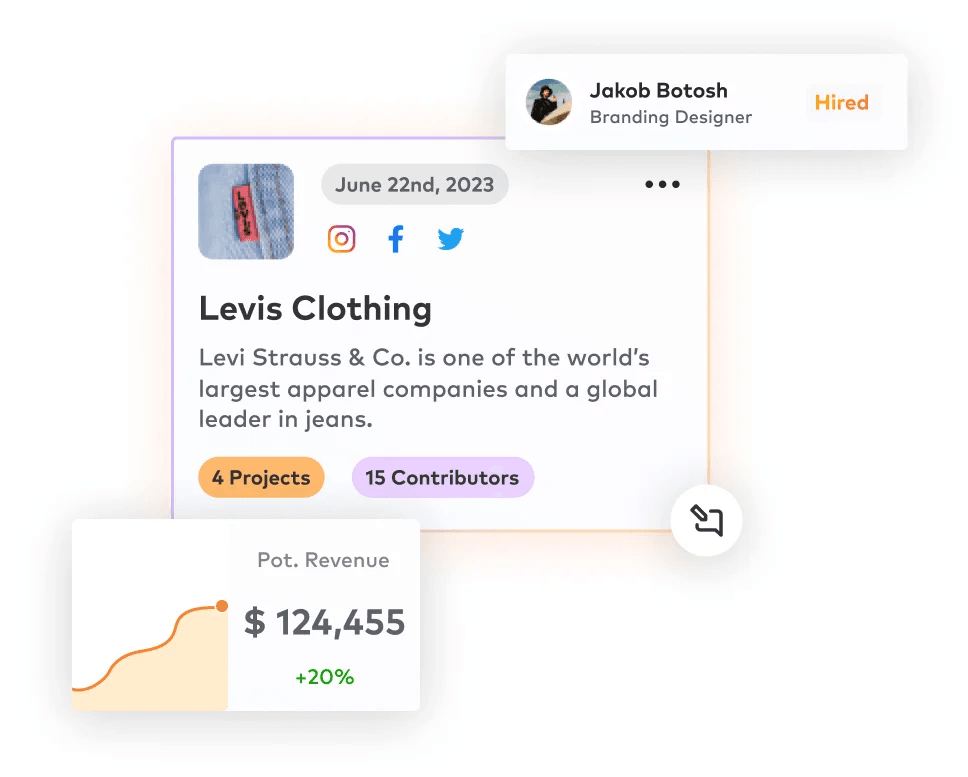 Jakob Botosh
Branding Designer
Hired
June 22nd, 2023
Levis Clothing
Levi Strauss & Co. is one of the world’s
largest apparel companies and a global
leader in jeans.
4 Projects
15 Contributors
Pot. Revenue
$ 124,455
+20%